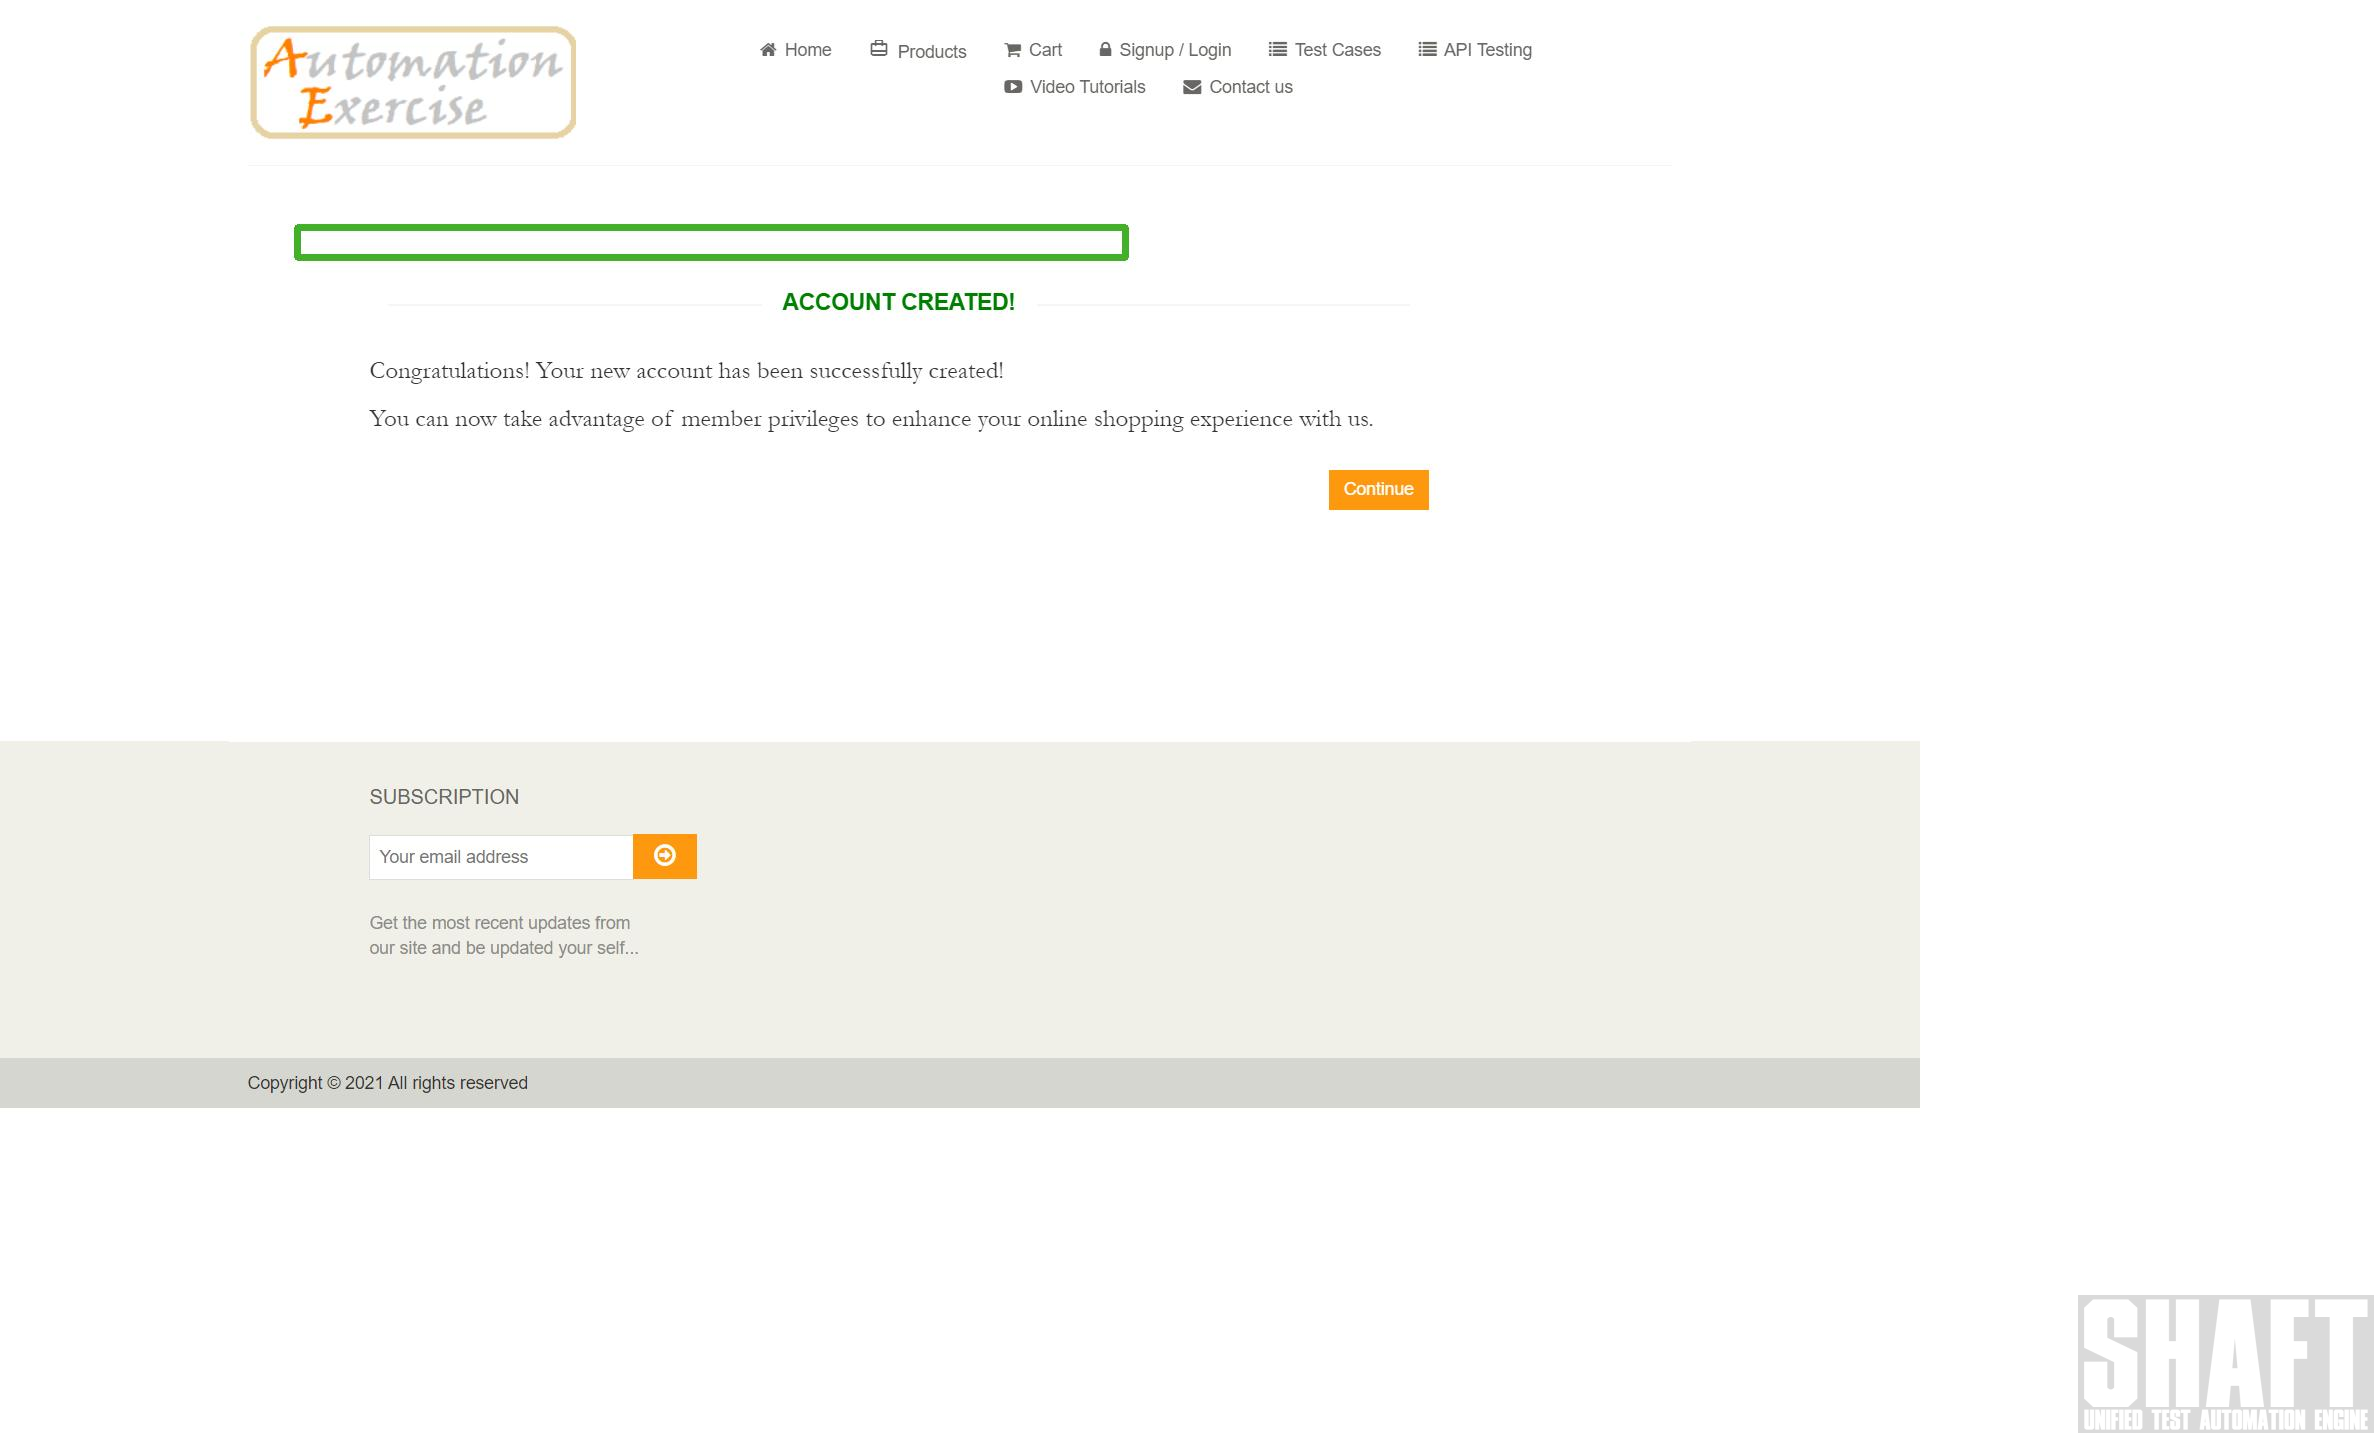 Automation
Exercise
Home
Products
Cart
Signup / Login
Test Cases
API Testing
Video Tutorials
Contact us
ACCOUNT CREATED!
Congratulations! Your new account has been successfully created!
You can now take advantage of member privileges to enhance your online shopping experience with us.
Continue
SUBSCRIPTION
Your email address
Get the most recent updates from
our site and be updated your self...
Copyright © 2021 All rights reserved
SHAFT
UNIFIED TEST AUTOMATION ENGINE